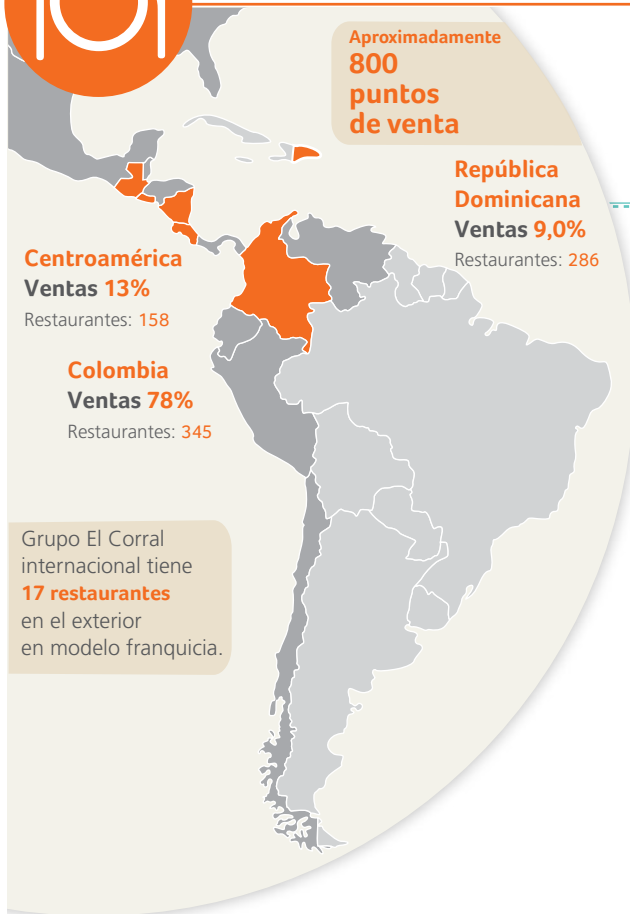 Aproximadamente
800
puntos
de venta
República
Dominicana
Ventas 9,0%
Restaurantes: 286
Centroamérica
Ventas 13%
Restaurantes: 158
Colombia
Ventas 78%
Restaurantes: 345
Grupo El Corral
internacional tiene
17 restaurantes
en el exterior
en modelo franquicia.